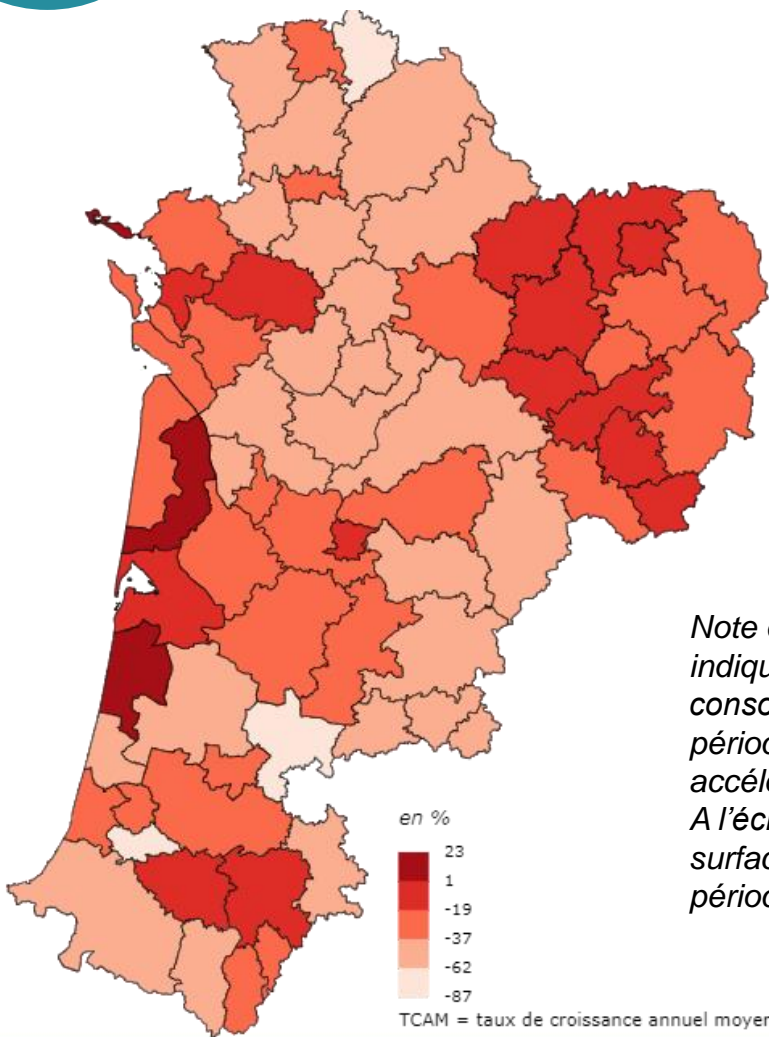 Note
indiqu
conso
périod
accélé
A l'éc
surfac
périod
en %
23
1
-19
-37
-62
-87
TCAM = taux de croissance annuel moyen